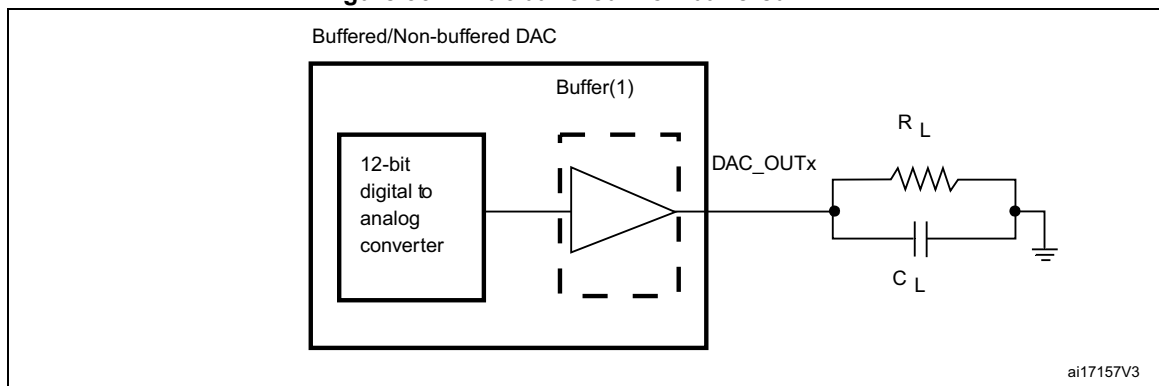 Buffered/Non-buffered DAC
Buffer(1)
12-bit
digital to
analog
converter
DAC_OUTx
R L
C L
ai17157V3